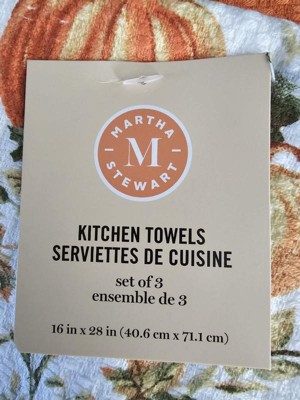 MARTHA
M
STEWART
KITCHEN TOWELS
SERVIETTES DE CUISINE
set of 3
ensemble de 3
16 in x 28 in (40.6 cm x 71.1 cm)